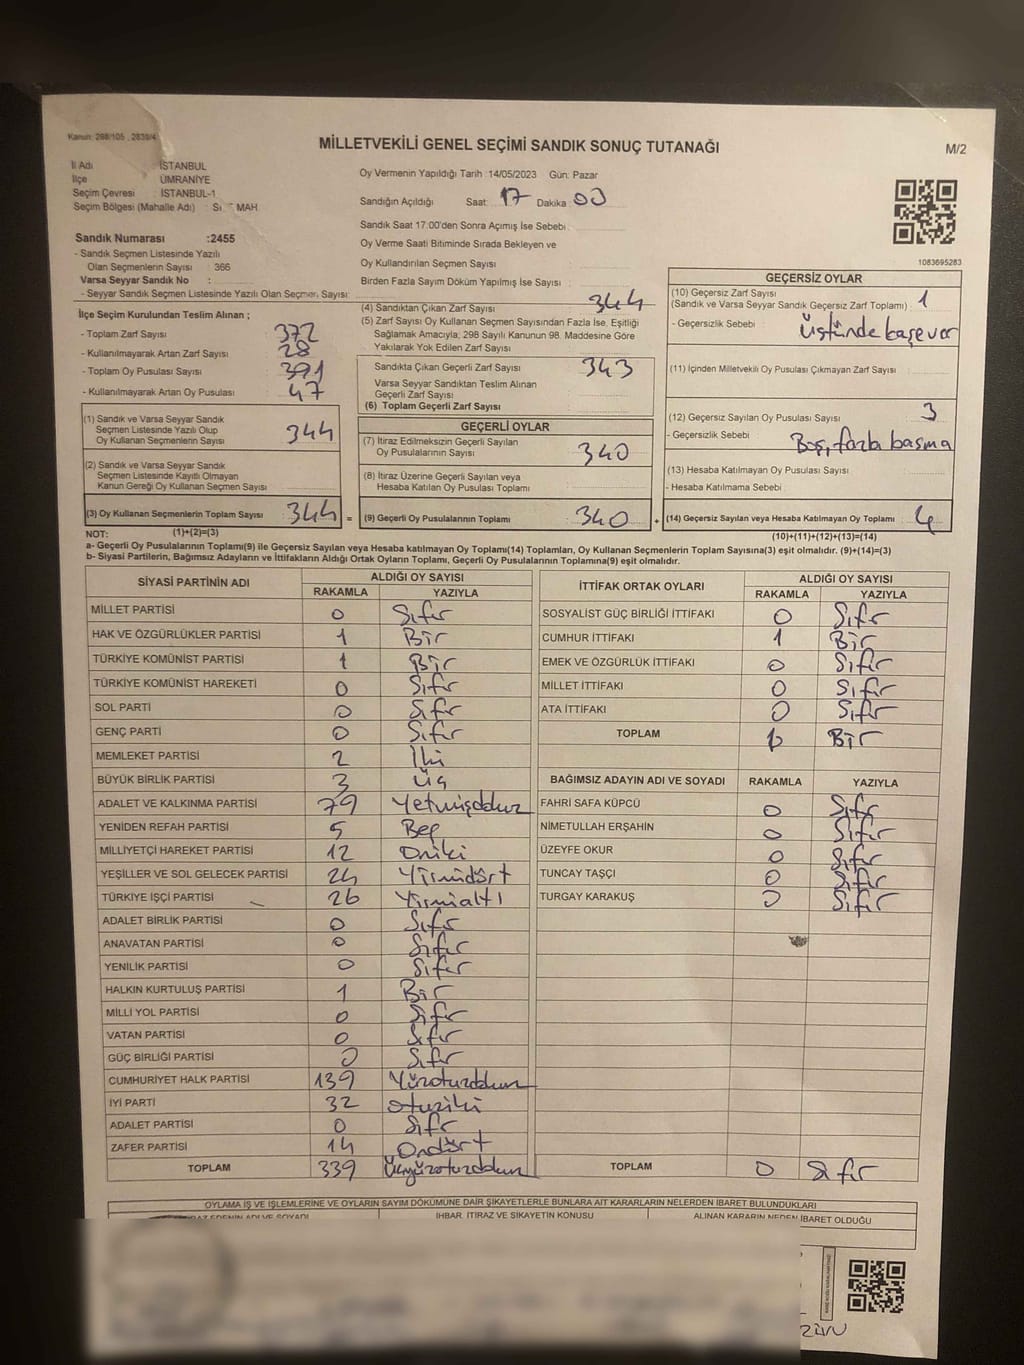 Kanun: 298/105 , 2839/4
MİLLETVEKİLİ GENEL SEÇİMİ SANDIK SONUÇ TUTANAĞI
M/2
İl Adı : İSTANBUL
İlçe : ÜMRANİYE
Seçim Çevresi : İSTANBUL-1
Seçim Bölgesi (Mahalle Adı) : MAH.
Oy Vermenin Yapıldığı Tarih :14/05/2023 Gün: Pazar
Sandığın Açıldığı Saat: 17 Dakika: 00
Sandık Saat 17:00'den Sonra Açımış İse Sebebi
Oy Verme Saati Bitiminde Sırada Bekleyen ve
Oy Kullandırılan Seçmen Sayısı
Birden Fazla Sayım Döküm Yapılmış İse Sayısı
1083695283
Sandık Numarası :2455
- Sandık Seçmen Listesinde Yazılı
Olan Seçmenlerin Sayısı : 366
Varsa Seyyar Sandık No :
- Seyyar Sandık Seçmen Listesinde Yazılı Olan Seçmen Sayısı:
İlçe Seçim Kurulundan Teslim Alınan ;
- Toplam Zarf Sayısı : 372
- Kullanılmayarak Artan Zarf Sayısı : 28
- Toplam Oy Pusulası Sayısı : 391
- Kullanılmayarak Artan Oy Pusulası : 47
(1) Sandık ve Varsa Seyyar Sandık
Seçmen Listesinde Yazılı Olup
Oy Kullanan Seçmenlerin Sayısı : 344
(2) Sandık ve Varsa Seyyar Sandık
Seçmen Listesinde Kayıtlı Olmayan
Kanun Gereği Oy Kullanan Seçmen Sayısı
(3) Oy Kullanan Seçmenlerin Toplam Sayısı 344 =
(1)+(2)=(3)
(4) Sandıktan Çıkan Zarf Sayısı 344
(5) Zarf Sayısı Oy Kullanan Seçmen Sayısından Fazla İse, Eşitliği
Sağlamak Amacıyla; 298 Sayılı Kanunun 98. Maddesine Göre
Yakılarak Yok Edilen Zarf Sayısı
Sandıkta Çıkan Geçerli Zarf Sayısı 343
Varsa Seyyar Sandıktan Teslim Alınan
Geçerli Zarf Sayısı
(6) Toplam Geçerli Zarf Sayısı
GEÇERLİ OYLAR
(7) İtiraz Edilmeksizin Geçerli Sayılan
Oy Pusulalarının Sayısı 340
(8) İtiraz Üzerine Geçerli Sayılan veya
Hesaba Katılan Oy Pusulası Toplamı
(9) Geçerli Oy Pusulalarının Toplamı 340 +
GEÇERSİZ OYLAR
(10) Geçersiz Zarf Sayısı
(Sandık ve Varsa Seyyar Sandık Geçersiz Zarf Toplamı) : 1
- Geçersizlik Sebebi : Üstünde başe var
(11) İçinden Milletvekili Oy Pusulası Çıkmayan Zarf Sayısı
(12) Geçersiz Sayılan Oy Pusulası Sayısı 3
- Geçersizlik Sebebi Boş, fazla basma
(13) Hesaba Katılmayan Oy Pusulası Sayısı
- Hesaba Katılmama Sebebi
(14) Geçersiz Sayılan veya Hesaba Katılmayan Oy Toplamı 4
(10)+(11)+(12)+(13)=(14)
NOT:
a- Geçerli Oy Pusulalarının Toplamı(9) ile Geçersiz Sayılan veya Hesaba katılmayan Oy Toplamı(14) Toplamları, Oy Kullanan Seçmenlerin Toplam Sayısına(3) eşit olmalıdır. (9)+(14)=(3)
b- Siyasi Partilerin, Bağımsız Adayların ve İttifakların Aldığı Ortak Oyların Toplamı, Geçerli Oy Pusulalarının Toplamına(9) eşit olmalıdır.
SİYASİ PARTİNİN ADI ALDIĞI OY SAYISI
RAKAMLA YAZIYLA
MİLLET PARTİSİ 0 Sıfır
HAK VE ÖZGÜRLÜKLER PARTİSİ 1 Bir
TÜRKİYE KOMÜNİST PARTİSİ 1 Bir
TÜRKİYE KOMÜNİST HAREKETİ 0 Sıfır
SOL PARTİ 0 Sıfır
GENÇ PARTİ 0 Sıfır
MEMLEKET PARTİSİ 2 İki
BÜYÜK BİRLİK PARTİSİ 3 Üç
ADALET VE KALKINMA PARTİSİ 79 Yetmişdokuz
YENİDEN REFAH PARTİSİ 5 Beş
MİLLİYETÇİ HAREKET PARTİSİ 12 Oniki
YEŞİLLER VE SOL GELECEK PARTİSİ 24 Yirmidört
TÜRKİYE İŞÇİ PARTİSİ 26 Yirmialtı
ADALET BİRLİK PARTİSİ 0 Sıfır
ANAVATAN PARTİSİ 0 Sıfır
YENİLİK PARTİSİ 0 Sıfır
HALKIN KURTULUŞ PARTİSİ 1 Bir
MİLLİ YOL PARTİSİ 0 Sıfır
VATAN PARTİSİ 0 Sıfır
GÜÇ BİRLİĞİ PARTİSİ 0 Sıfır
CUMHURİYET HALK PARTİSİ 139 Yüzotuzdokuz
İYİ PARTİ 32 otuziki
ADALET PARTİSİ 0 Sıfır
ZAFER PARTİSİ 14 Ondört
TOPLAM 339 Üçyüzotuzdokuz
İTTİFAK ORTAK OYLARI ALDIĞI OY SAYISI
RAKAMLA YAZIYLA
SOSYALİST GÜÇ BİRLİĞİ İTTİFAKI 0 Sıfır
CUMHUR İTTİFAKI 1 Bir
EMEK VE ÖZGÜRLÜK İTTİFAKI 0 Sıfır
MİLLET İTTİFAKI 0 Sıfır
ATA İTTİFAKI 0 Sıfır
TOPLAM 1 Bir
BAĞIMSIZ ADAYIN ADI VE SOYADI RAKAMLA YAZIYLA
FAHRİ SAFA KÜPCÜ 0 Sıfır
NİMETULLAH ERŞAHİN 0 Sıfır
ÜZEYFE OKUR 0 Sıfır
TUNCAY TAŞÇI 0 Sıfır
TURGAY KARAKUŞ 0 Sıfır
TOPLAM 0 Sıfır
OYLAMA İŞ VE İŞLEMLERİNE VE OYLARIN SAYIM DÖKÜMÜNE DAİR ŞİKAYETLERLE BUNLARA AİT KARARLARIN NELERDEN İBARET BULUNDUKLARI
İHBAR, İTİRAZ VE ŞİKAYETİN KONUSU
ALINAN KARARIN NEDEN İBARET OLDUĞU